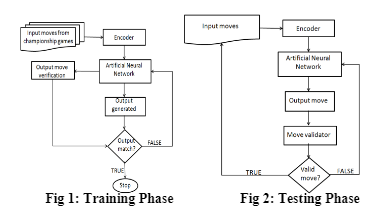 Input moves from
championship games
Encoder
Output move
verification
Artificial Neural
Network
Output
generated
Output
match?
FALSE
TRUE
Stop
Fig 1: Training Phase
Input moves
Encoder
Artificial Neural
Network
Output move
Move validator
TRUE
Valid
move?
FALSE
Fig 2: Testing Phase